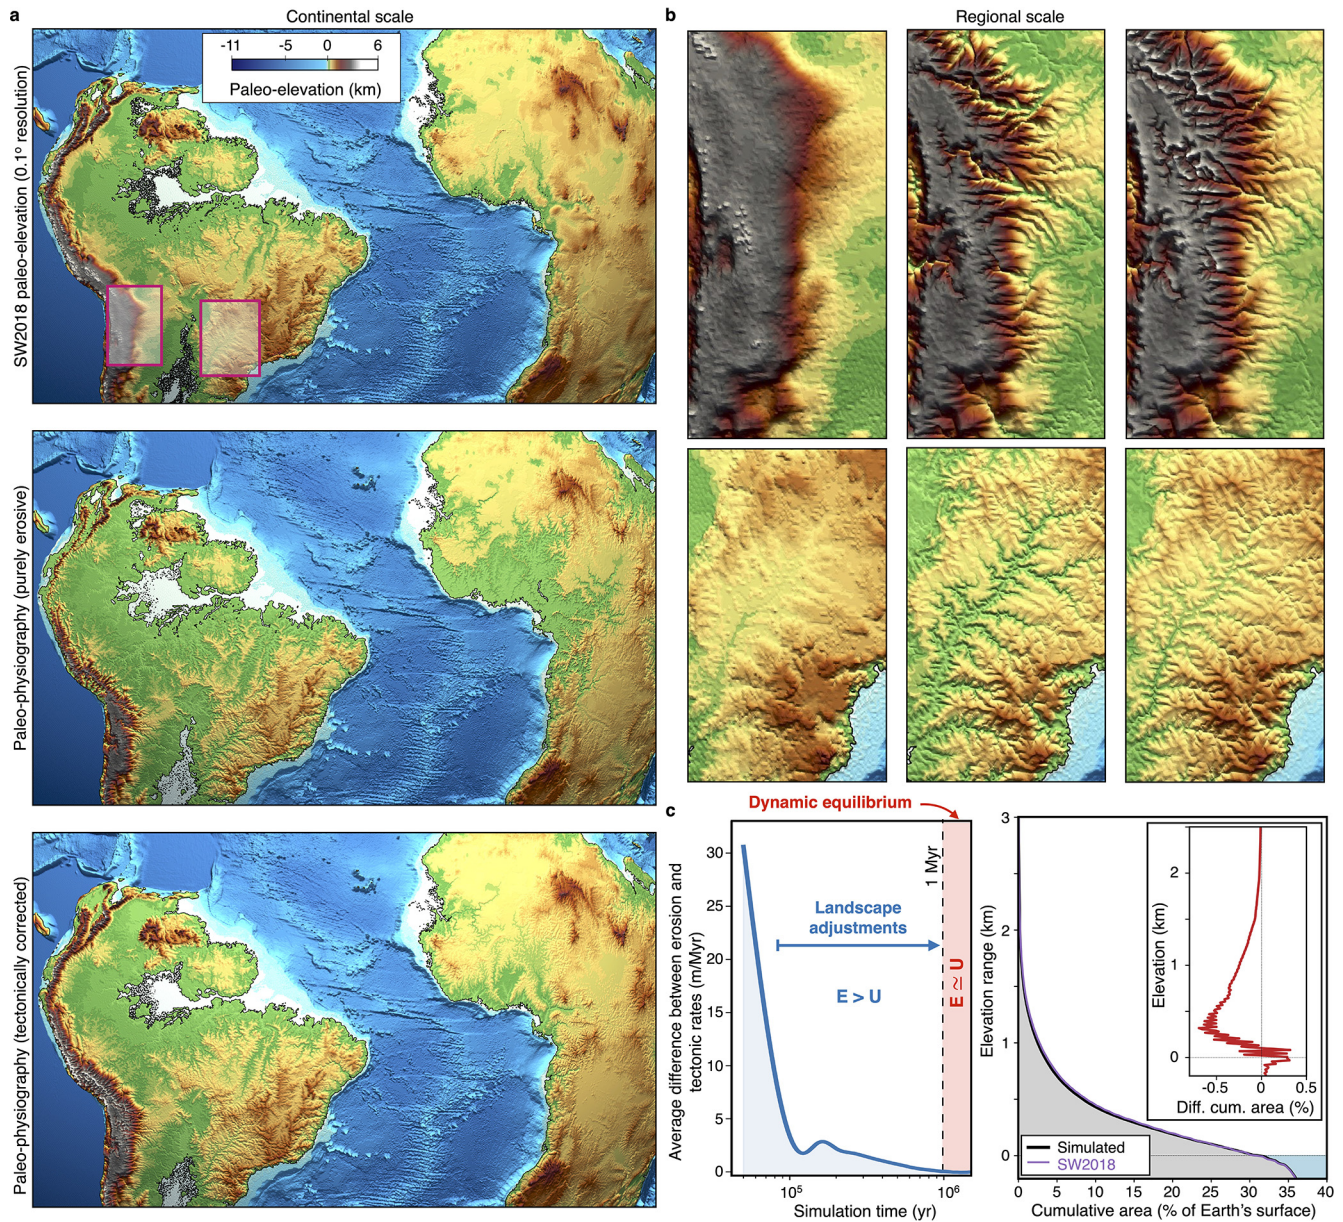 a
Continental scale
b
Regional scale
-11 -5 0 6
Paleo-elevation (km)
SW2018 paleo-elevation (0.1º resolution)
Paleo-physiography (purely erosive)
Paleo-physiography (tectonically corrected)
c
Dynamic equilibrium
Average difference between erosion and
tectonic rates (m/Myr)
30
25
20
15
10
5
0
1 Myr
Landscape
adjustments
E > U
E ≃ U
10⁵ 10⁶
Simulation time (yr)
Elevation range (km)
3
2
1
0
Elevation (km)
2
1
0
-0.5 0 0.5
Diff. cum. area (%)
Simulated
SW2018
0 5 10 15 20 25 30 35 40
Cumulative area (% of Earth's surface)